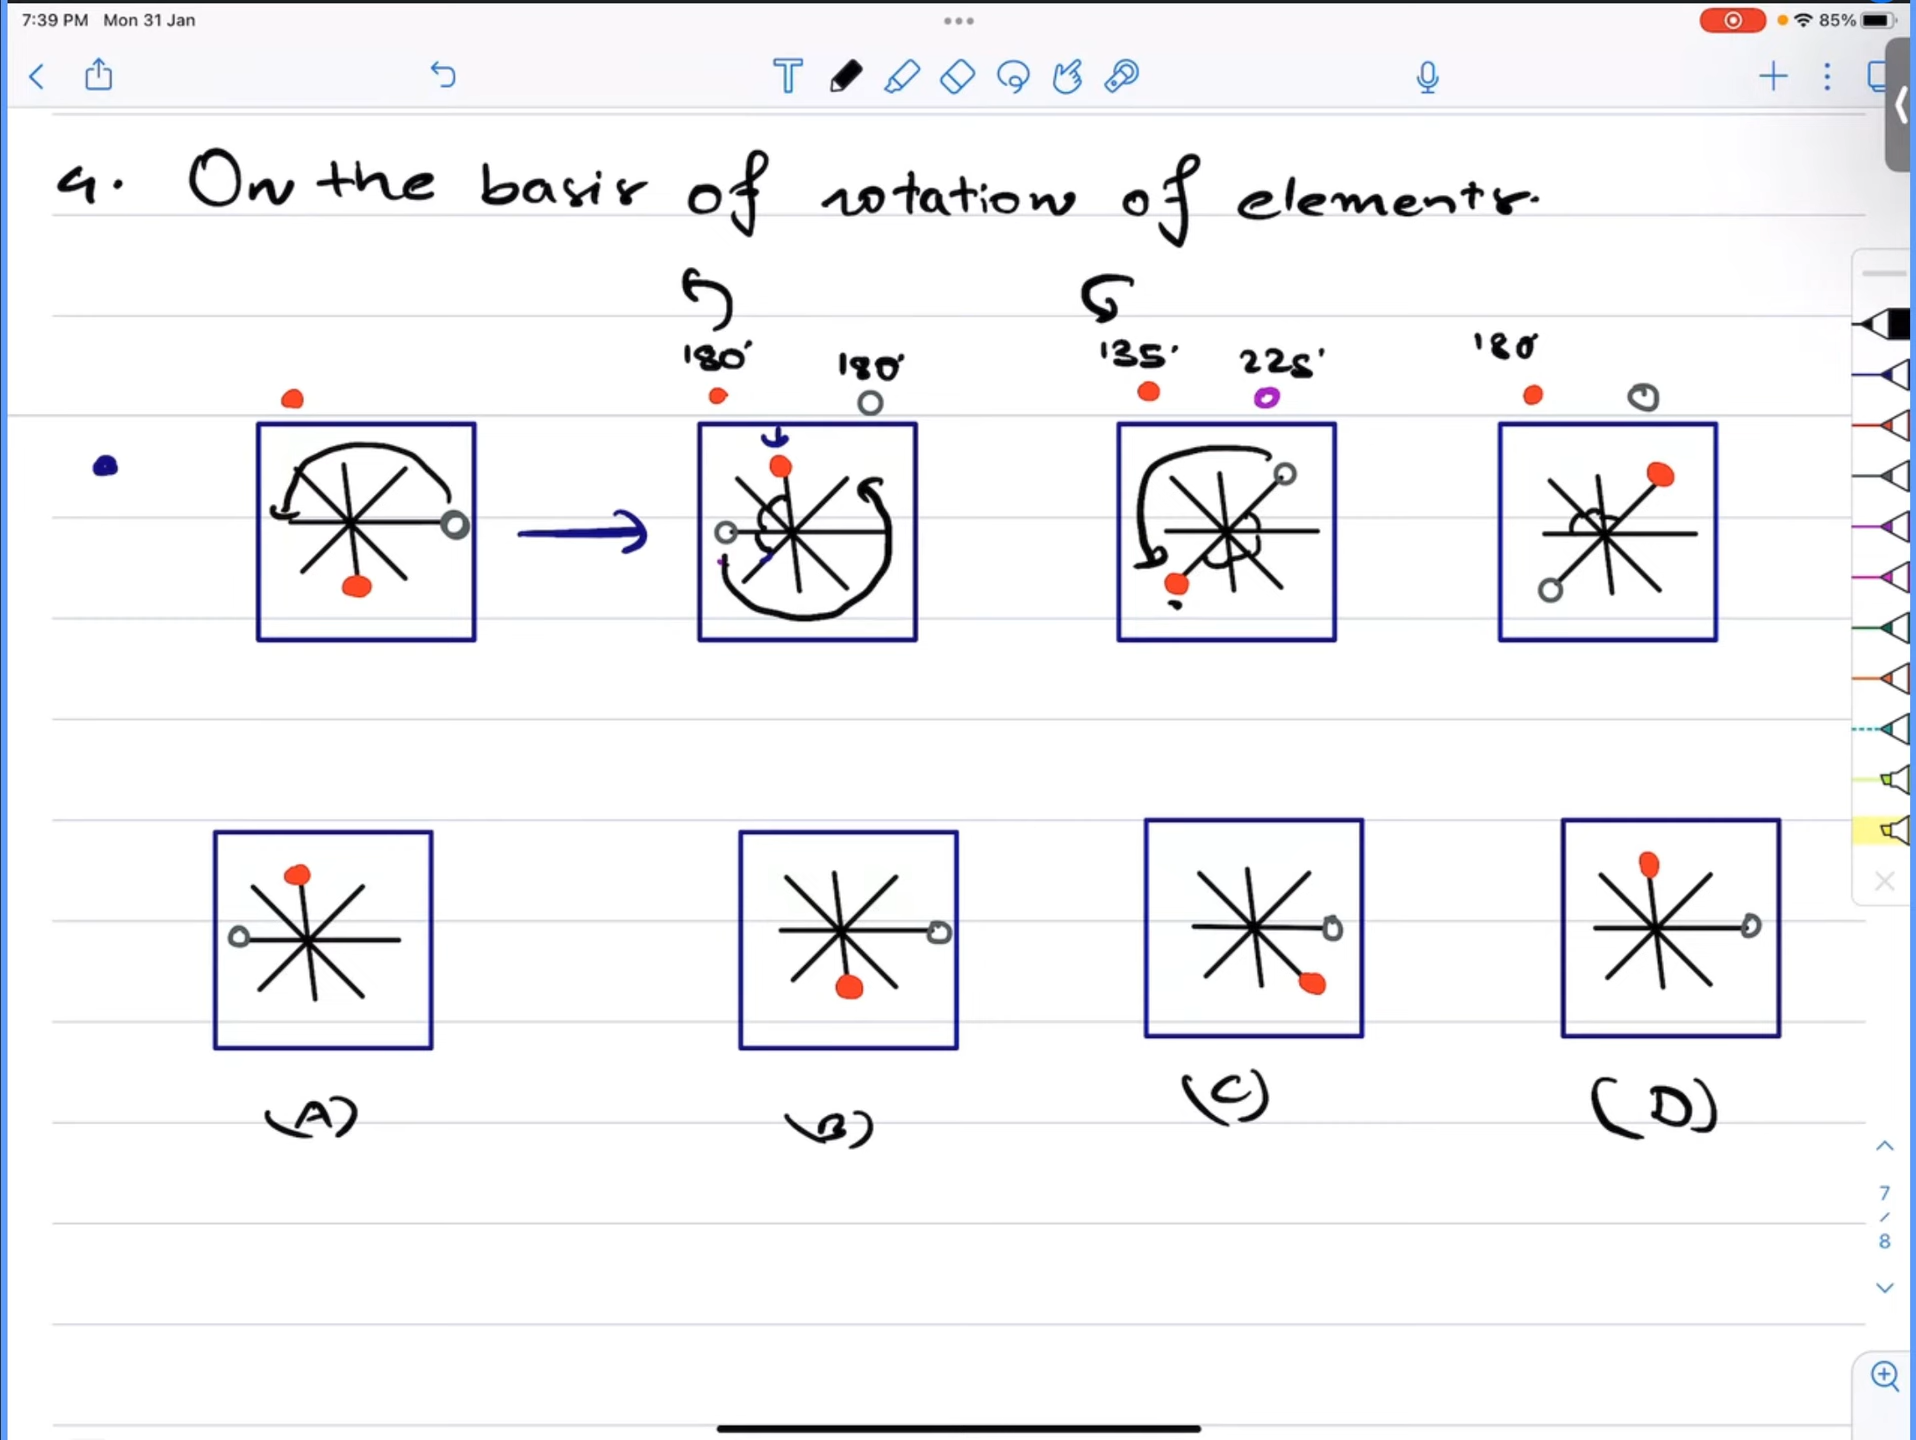 7:39 PM Mon 31 Jan
85%
T
4. On the basis of rotation of elements.
180° 180° 135° 225° 180°
(A) (B) (C) (D)
7
/
8